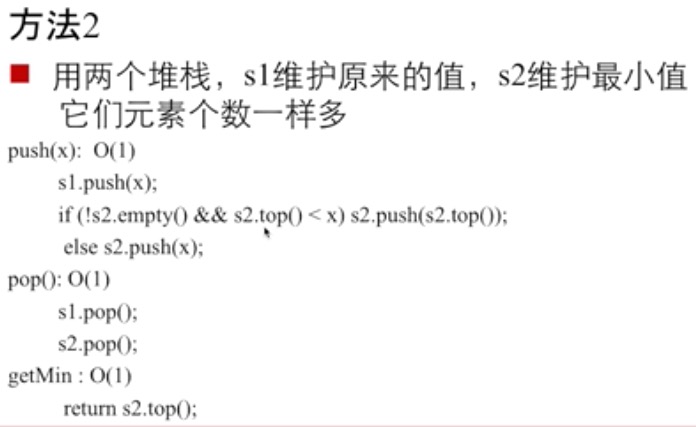 方法2
用两个堆栈，s1维护原来的值，s2维护最小值
它们元素个数一样多
push(x): O(1)
s1.push(x);
if (!s2.empty() && s2.top() < x) s2.push(s2.top());
else s2.push(x);
pop(): O(1)
s1.pop();
s2.pop();
getMin : O(1)
return s2.top();